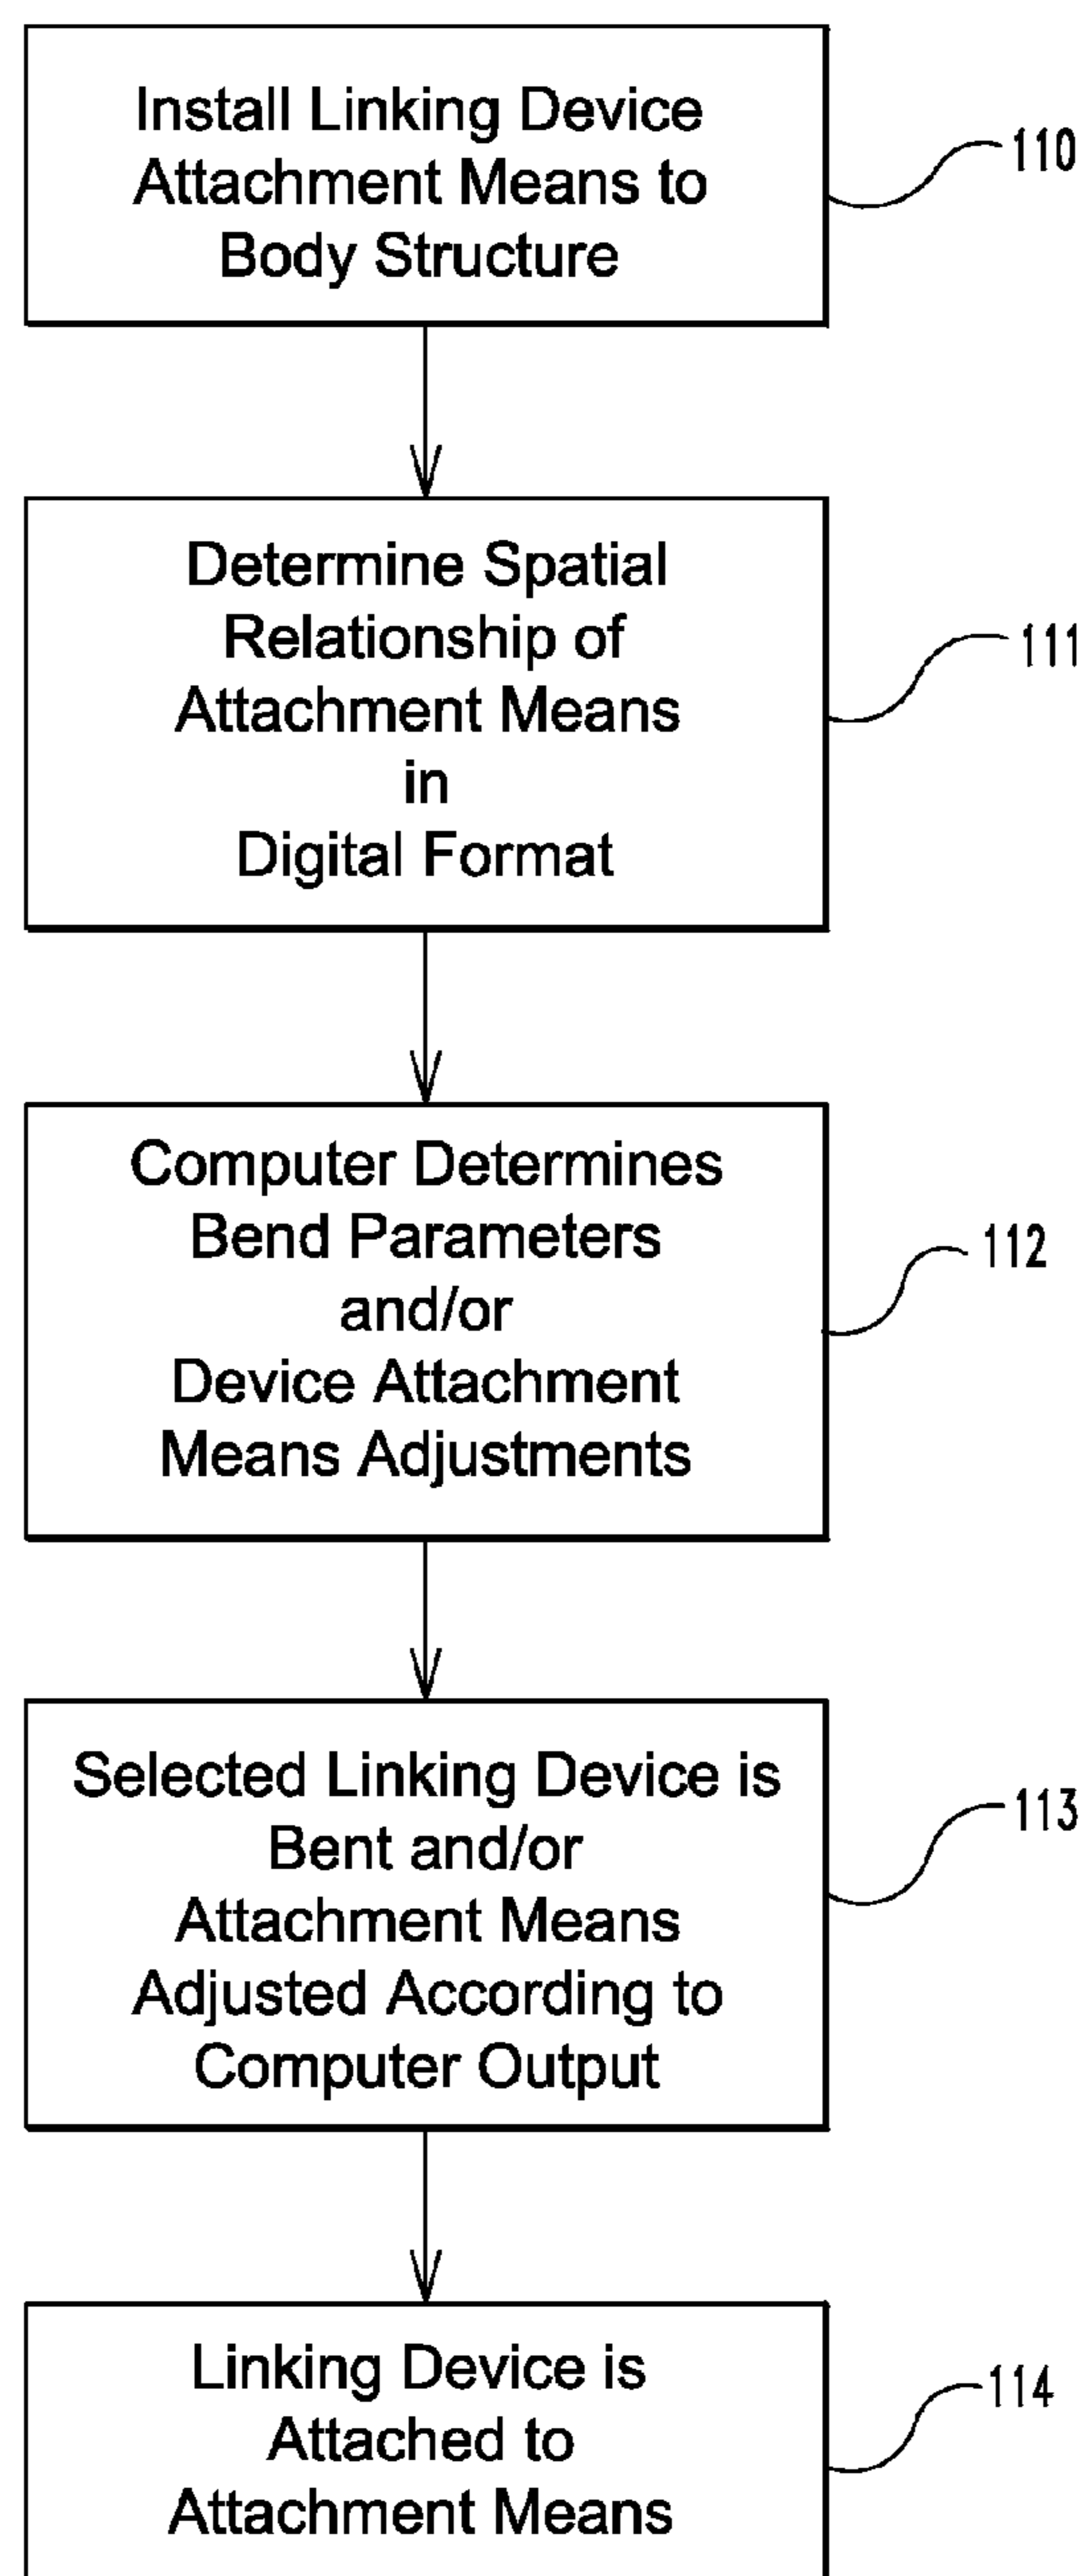 Install Linking Device
Attachment Means to
Body Structure
110
Determine Spatial
Relationship of
Attachment Means
in
Digital Format
111
Computer Determines
Bend Parameters
and/or
Device Attachment
Means Adjustments
112
Selected Linking Device is
Bent and/or
Attachment Means
Adjusted According to
Computer Output
113
Linking Device is
Attached to
Attachment Means
114